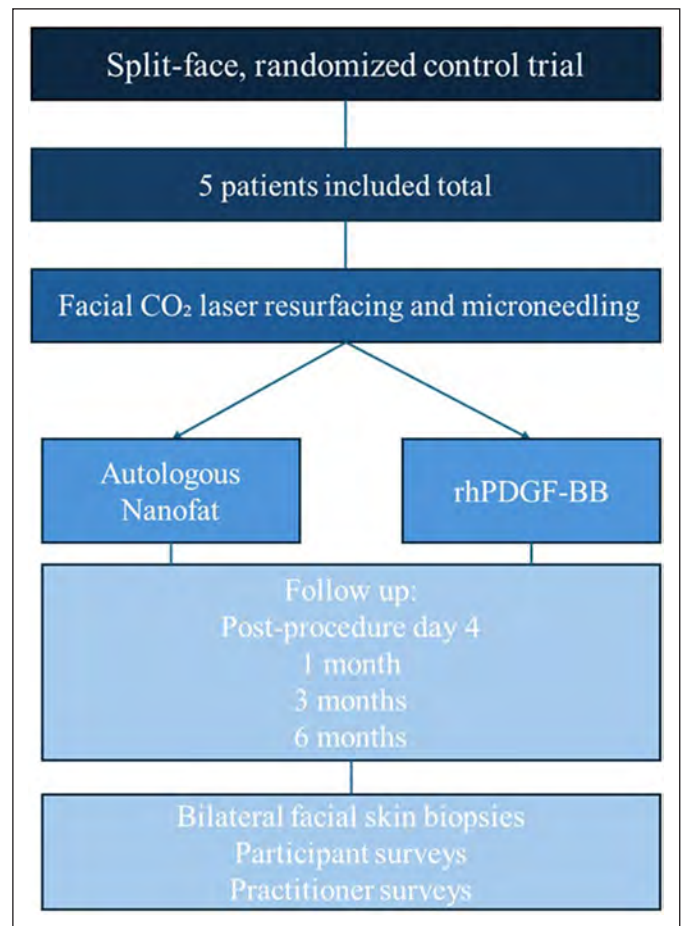 Split-face, randomized control trial
5 patients included total
Facial CO₂ laser resurfacing and microneedling
Autologous
Nanofat
rhPDGF-BB
Follow up:
Post-procedure day 4
1 month
3 months
6 months
Bilateral facial skin biopsies
Participant surveys
Practitioner surveys